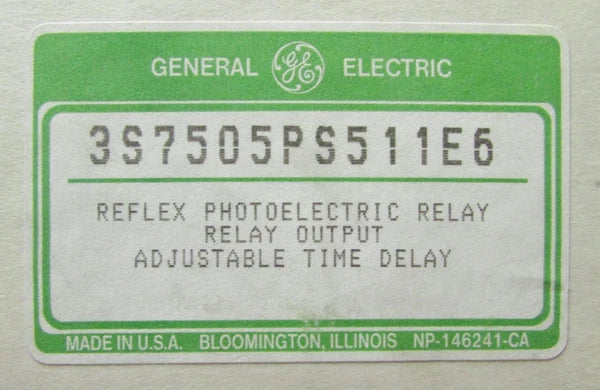 GENERAL GE ELECTRIC
3S7505PS511E6
REFLEX PHOTOELECTRIC RELAY
RELAY OUTPUT
ADJUSTABLE TIME DELAY
MADE IN U.S.A. BLOOMINGTON, ILLINOIS NP-146241-CA